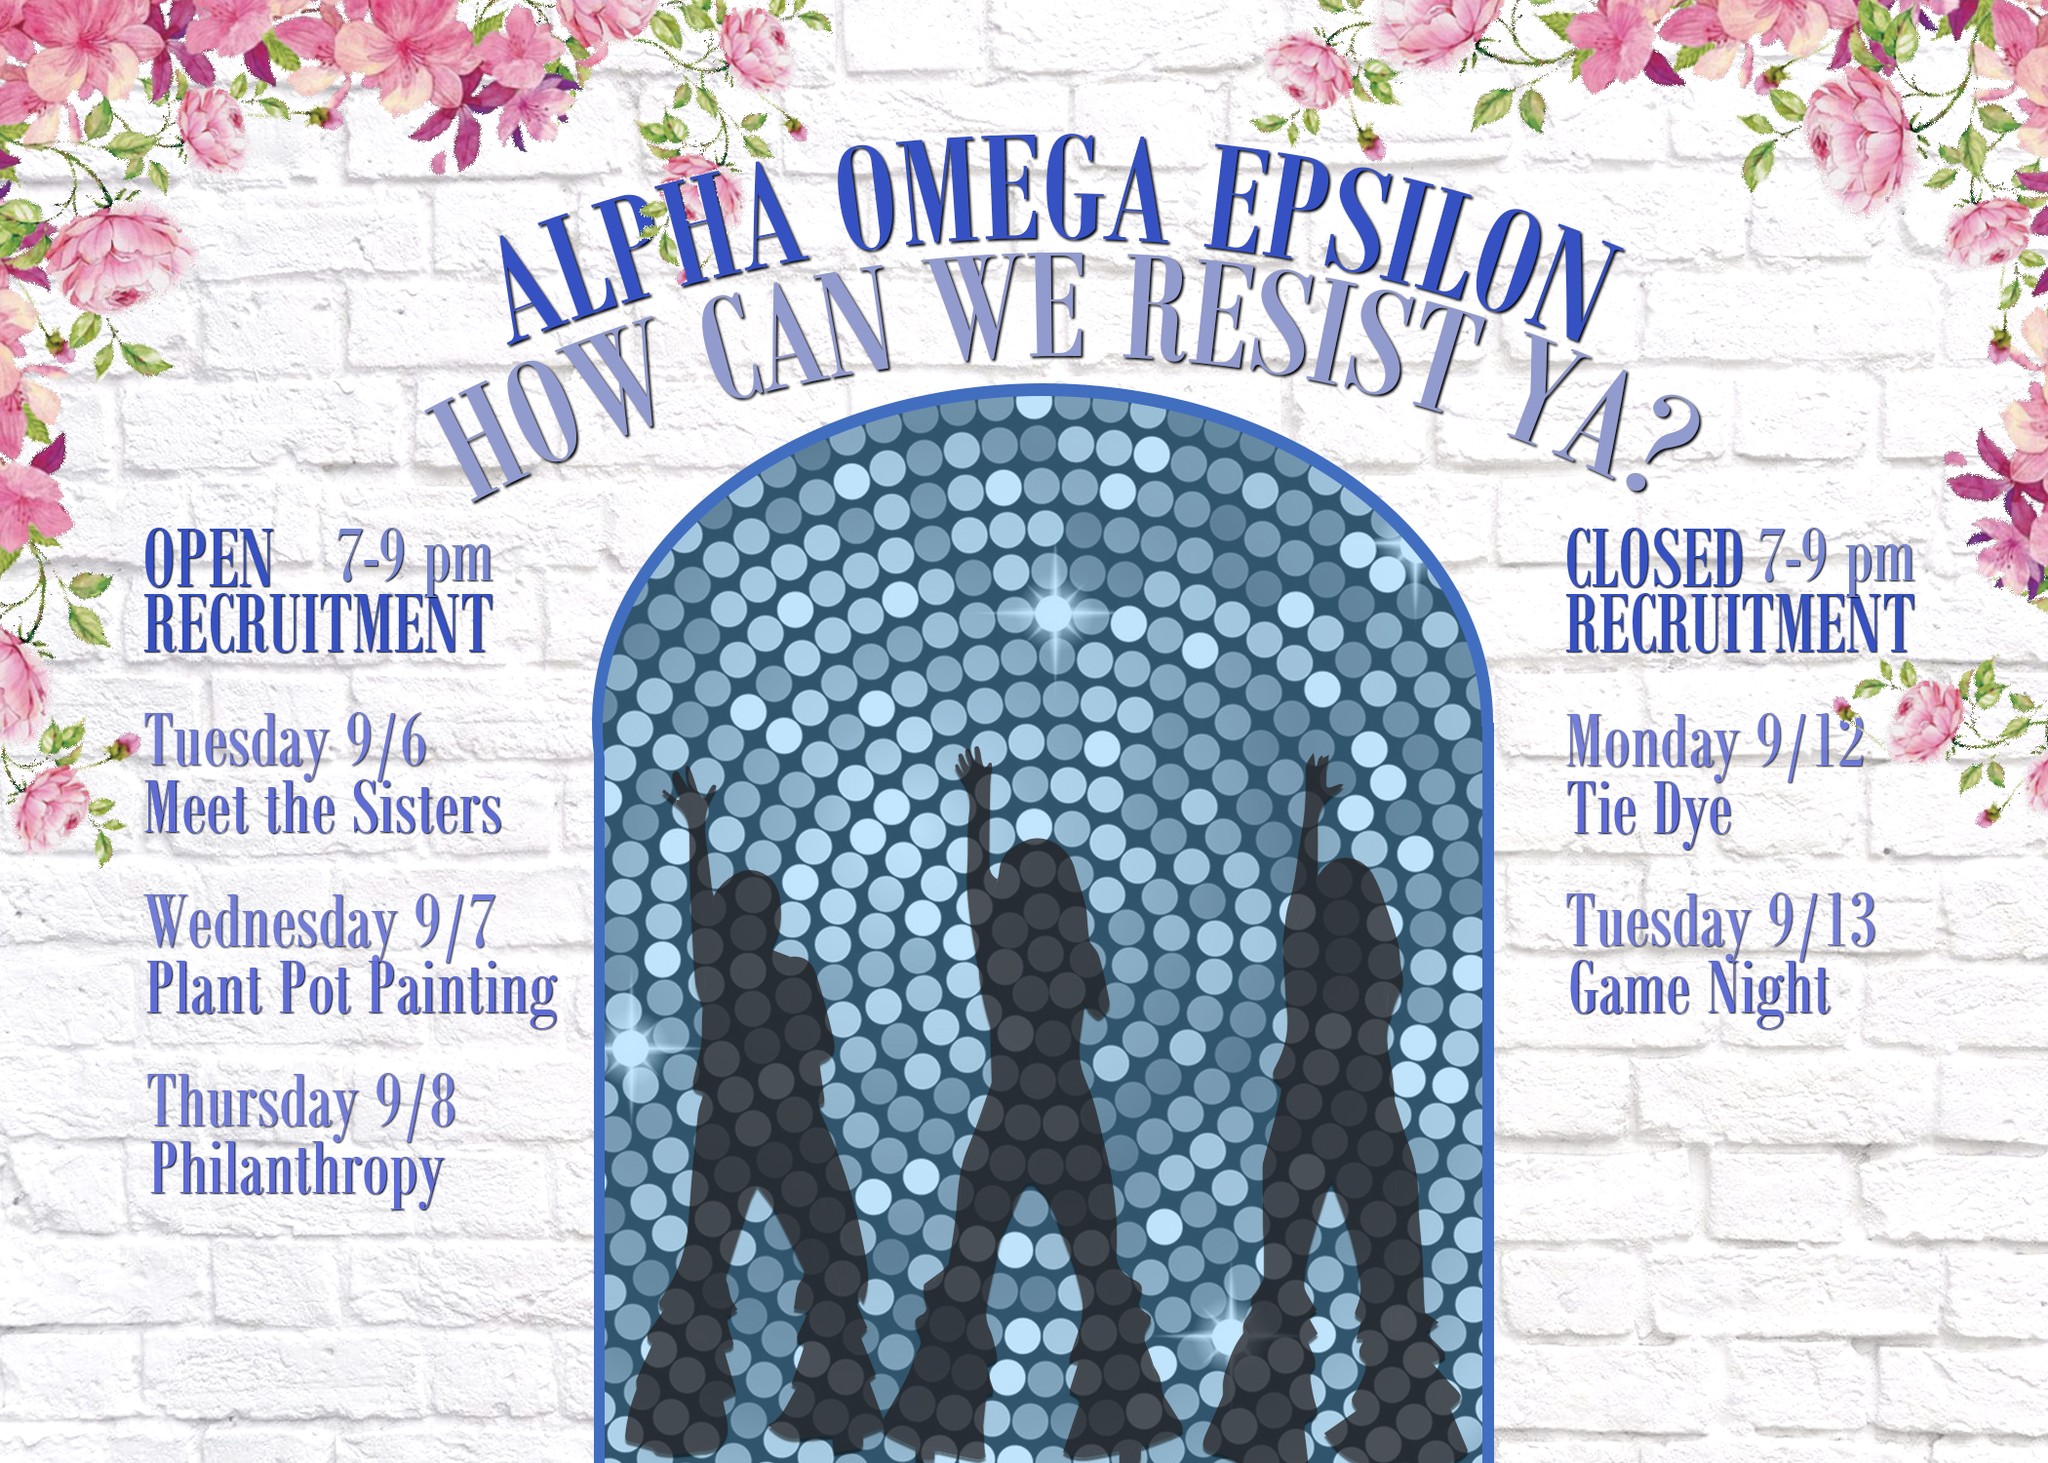 ALPHA OMEGA EPSILON
HOW CAN WE RESIST YA?
OPEN 7-9 pm
RECRUITMENT
Tuesday 9/6
Meet the Sisters
Wednesday 9/7
Plant Pot Painting
Thursday 9/8
Philanthropy
CLOSED 7-9 pm
RECRUITMENT
Monday 9/12
Tie Dye
Tuesday 9/13
Game Night